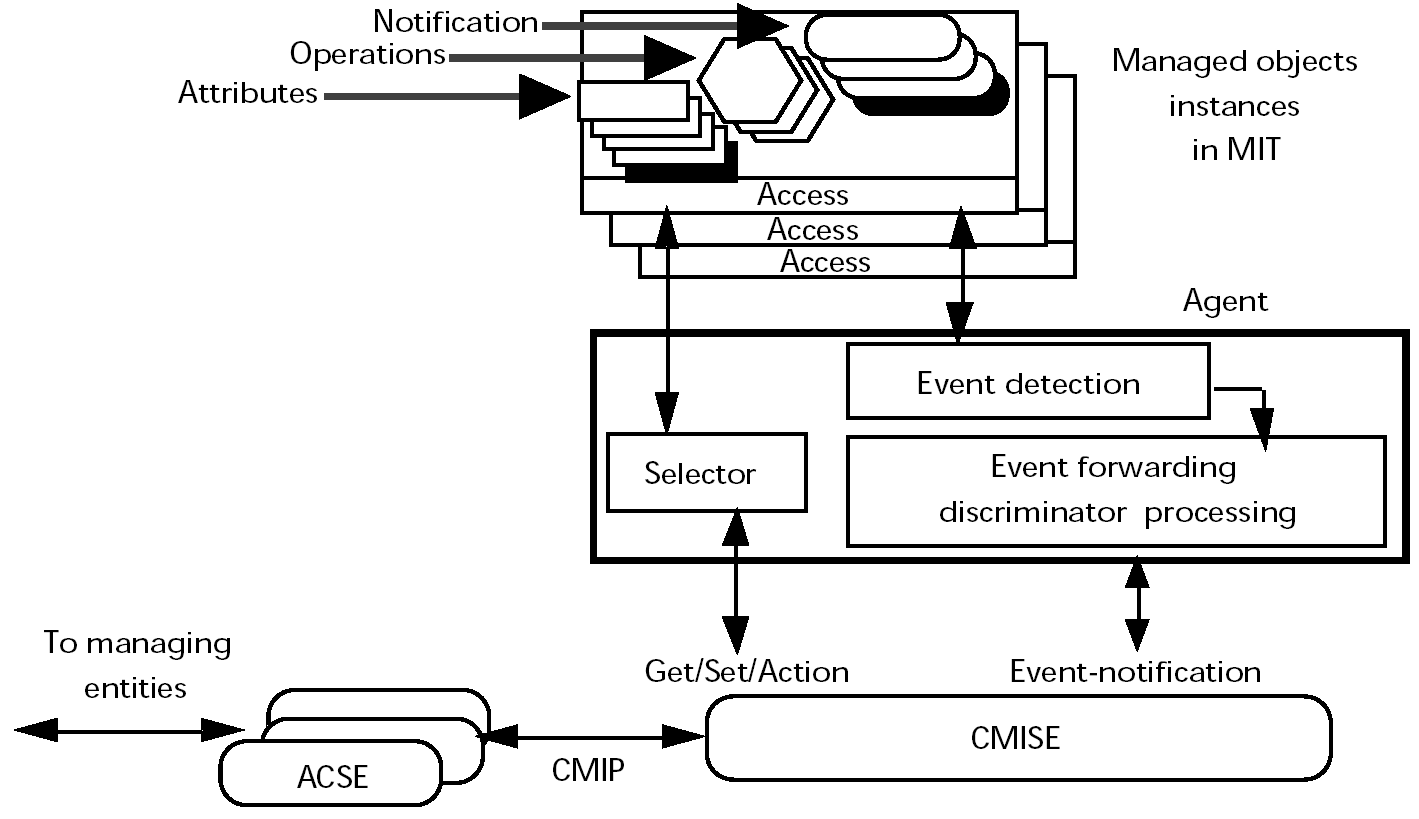 Notification
Operations
Attributes
Managed objects
instances
in MIT
Access
Access
Access
Agent
Event detection
Selector
Event forwarding
discriminator processing
To managing
entities
Get/Set/Action
Event-notification
ACSE
CMIP
CMISE